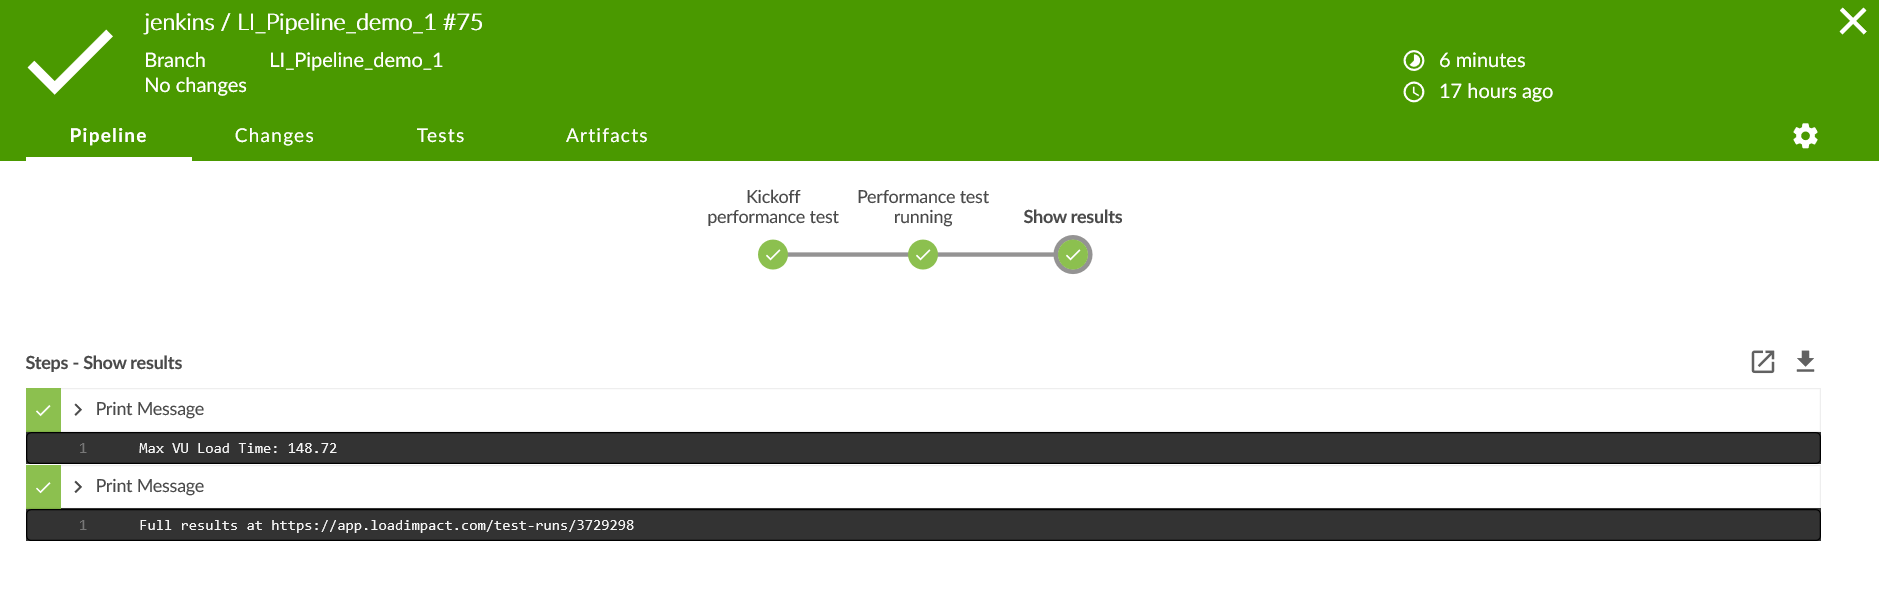 jenkins / LI_Pipeline_demo_1 #75
Branch LI_Pipeline_demo_1
No changes
6 minutes
17 hours ago
Pipeline Changes Tests Artifacts
Kickoff
performance test
Performance test
running
Show results
Steps - Show results
Print Message
1 Max VU Load Time: 148.72
Print Message
1 Full results at https://app.loadimpact.com/test-runs/3729298